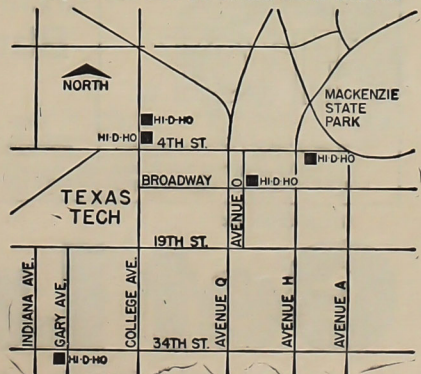 NORTH
MACKENZIE
STATE
PARK
HI-D-HO
HI-D-HO
4TH ST.
HI-D-HO
BROADWAY
HI-D-HO
TEXAS
TECH
AVENUE O
19TH ST.
INDIANA AVE.
GARY AVE.
COLLEGE AVE.
AVENUE Q
AVENUE H
AVENUE A
34TH ST.
HI-D-HO